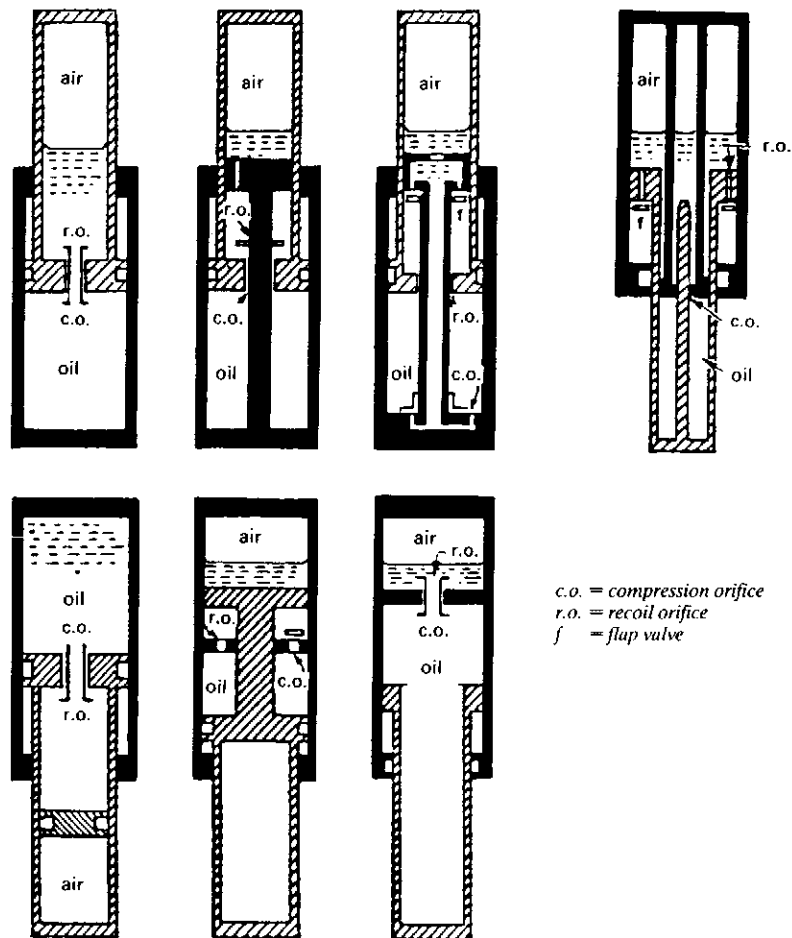 air
r.o.
c.o.
oil
air
r.o.
c.o.
oil
air
f
r.o.
oil
c.o.
air
r.o.
f
c.o.
oil
oil
c.o.
r.o.
air
air
r.o.
oil
c.o.
air
r.o.
c.o.
oil
c.o. = compression orifice
r.o. = recoil orifice
f = flap valve